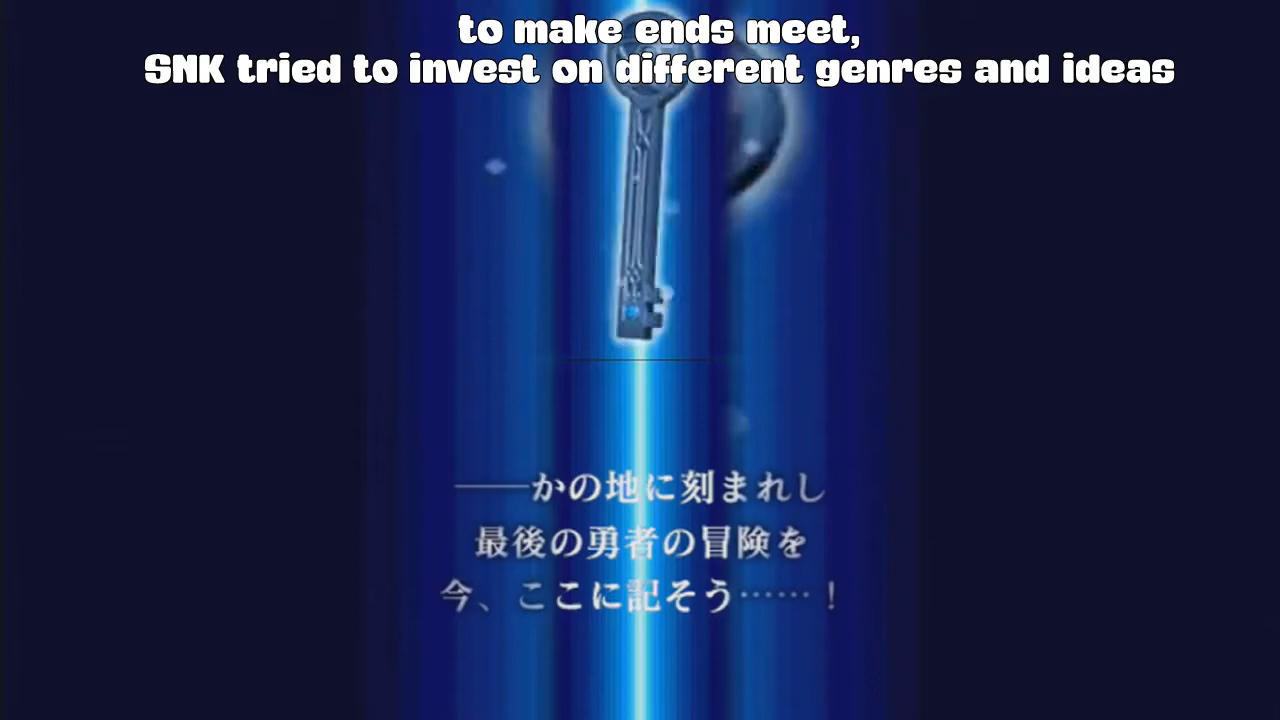 to make ends meet,
SNK tried to invest on different genres and ideas
――かの地に刻まれし
最後の勇者の冒険を
今、ここに記そう……！